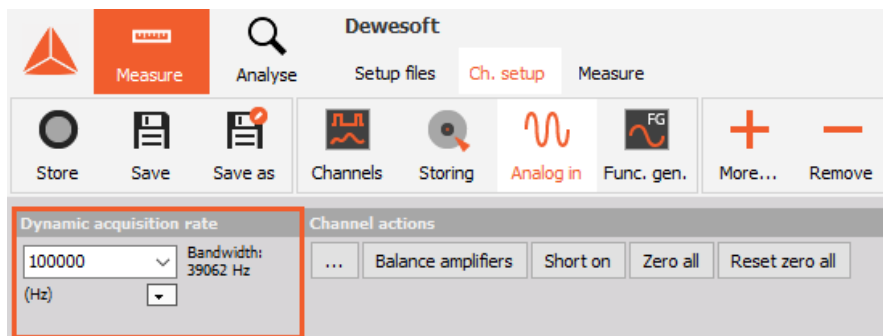 Dewesoft
Measure Analyse Setup files Ch. setup Measure
FG
Store Save Save as Channels Storing Analog in Func. gen. More... Remove
Dynamic acquisition rate Channel actions
100000 Bandwidth:
39062 Hz
(Hz)
... Balance amplifiers Short on Zero all Reset zero all